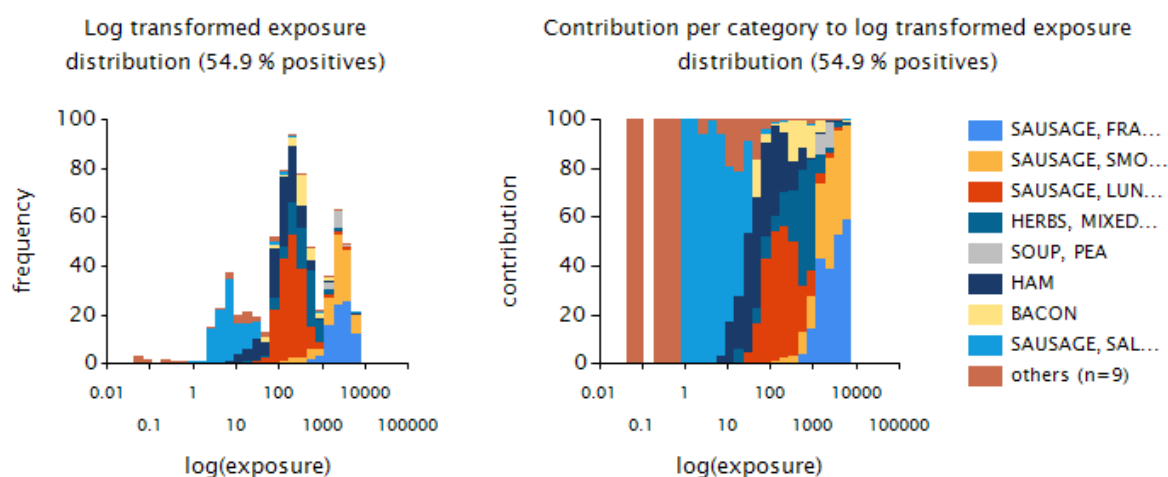 Log transformed exposure
distribution (54.9 % positives)
100
80
60
40
20
0
frequency
0.01 1 100 10000
0.1 10 1000 100000
log(exposure)
Contribution per category to log transformed exposure
distribution (54.9 % positives)
100
80
60
40
20
0
contribution
0.01 1 100 10000
0.1 10 1000 100000
log(exposure)
SAUSAGE, FRA...
SAUSAGE, SMO...
SAUSAGE, LUN...
HERBS, MIXED...
SOUP, PEA
HAM
BACON
SAUSAGE, SAL...
others (n=9)